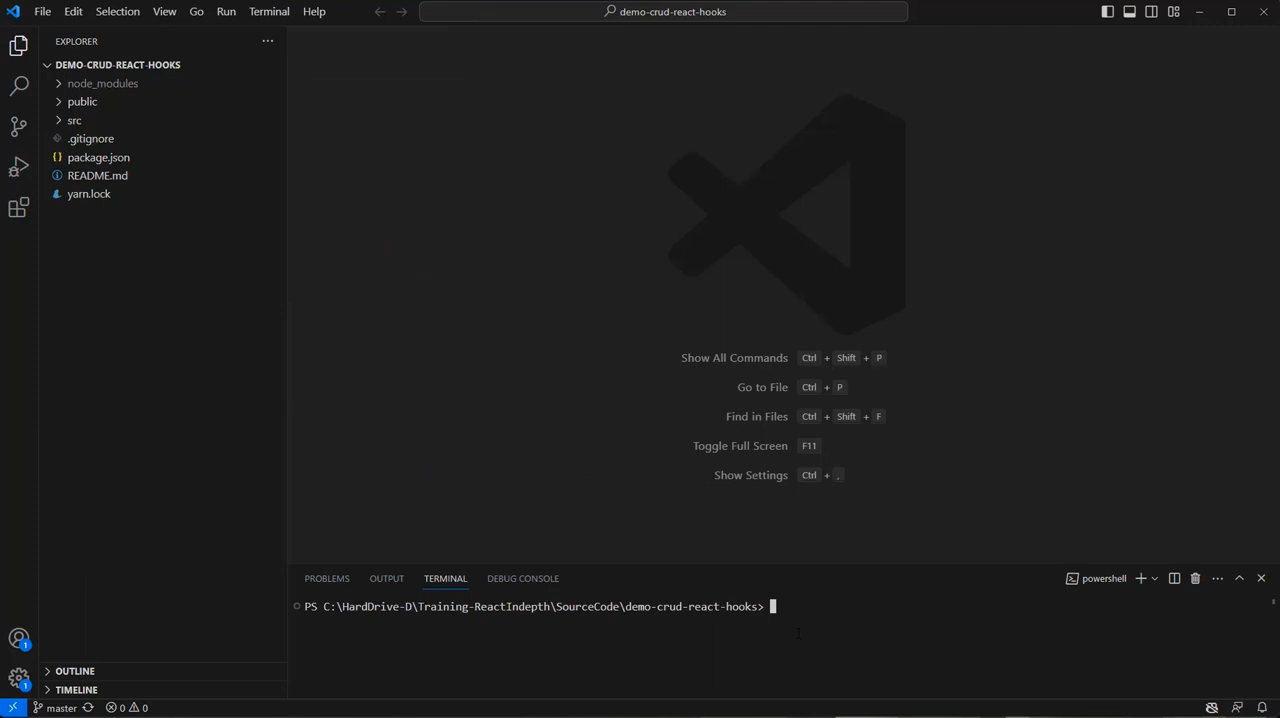 File Edit Selection View Go Run Terminal Help
demo-crud-react-hooks
EXPLORER
DEMO-CRUD-REACT-HOOKS
node_modules
public
src
.gitignore
package.json
README.md
yarn.lock
Show All Commands Ctrl + Shift + P
Go to File Ctrl + P
Find in Files Ctrl + Shift + F
Toggle Full Screen F11
Show Settings Ctrl + ,
PROBLEMS OUTPUT TERMINAL DEBUG CONSOLE
powershell
PS C:\HardDrive-D\Training-ReactIndepth\SourceCode\demo-crud-react-hooks>
1
1
OUTLINE
TIMELINE
master 0 0